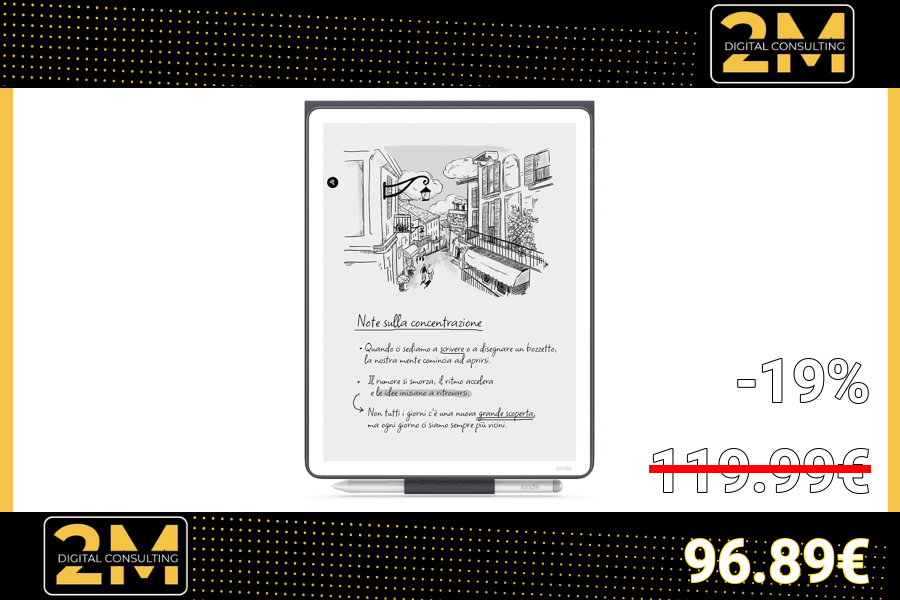 2M
DIGITAL CONSULTING
Note sulla concentrazione
• Quando ci sediamo a scrivere o a disegnare un bozzetto,
la nostra mente comincia ad aprirsi.
• Il rumore si smorza, il ritmo accelera
e le idee iniziano a ritrovarsi.
Non tutti i giorni c'è una nuova grande scoperta,
ma ogni giorno ci siamo sempre più vicini.
kindle
kindle
-19%
119.99€
2M
DIGITAL CONSULTING
96.89€